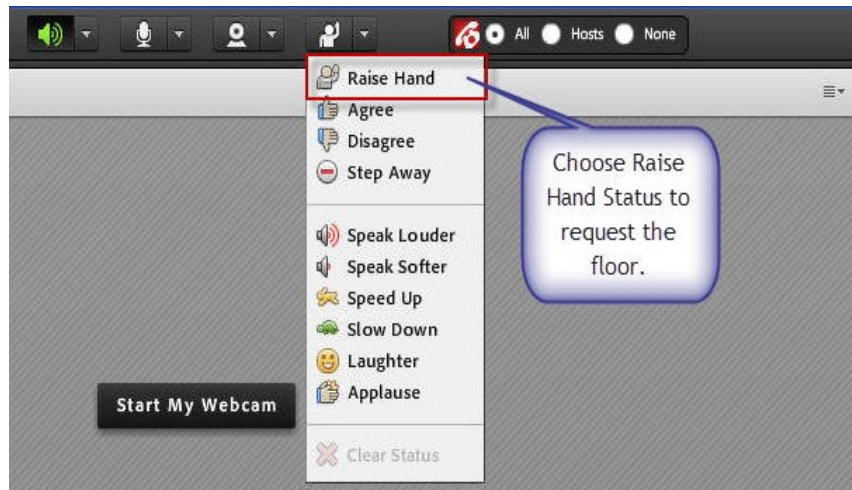 All Hosts None
Raise Hand
Agree
Disagree
Step Away
Choose Raise
Hand Status to
request the
floor.
Speak Louder
Speak Softer
Speed Up
Slow Down
Laughter
Applause
Start My Webcam
Clear Status